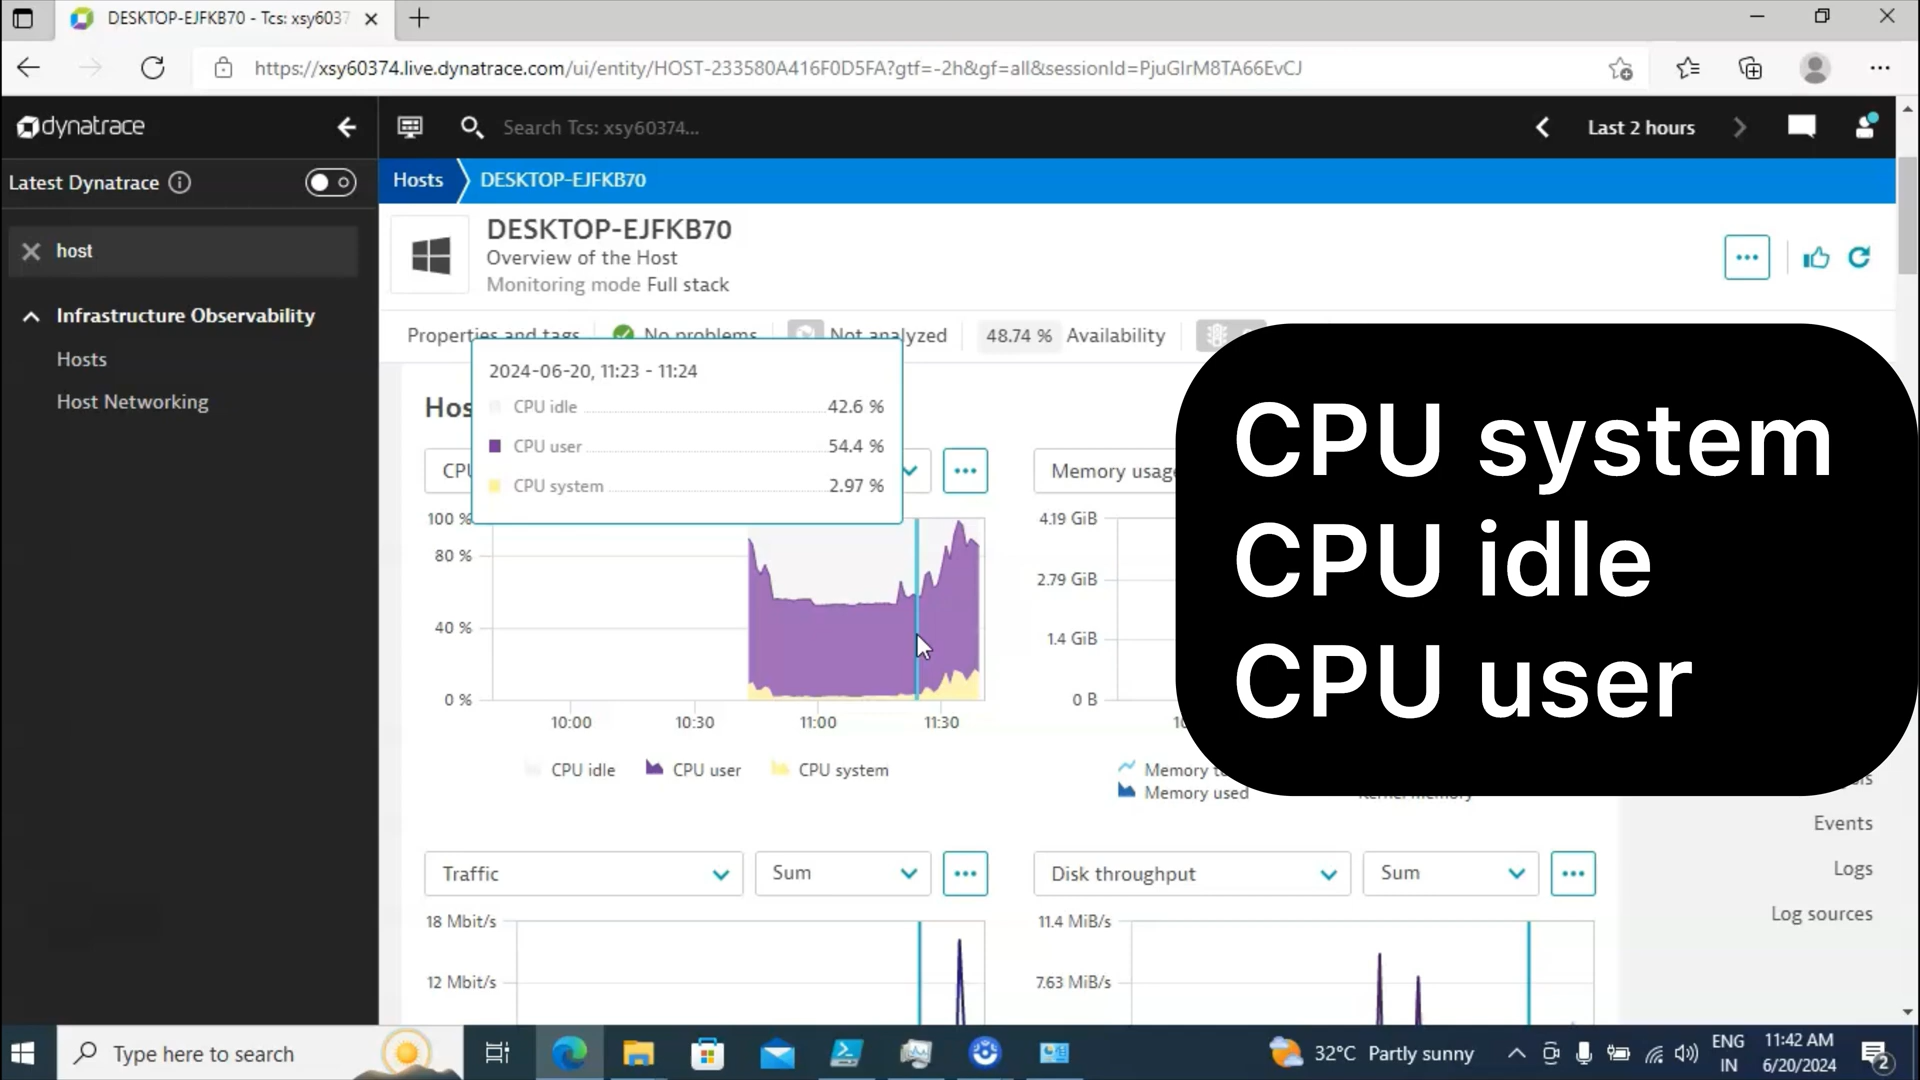 DESKTOP-EJFKB70 - Tcs: xsy6037
https://xsy60374.live.dynatrace.com/ui/entity/HOST-233580A416F0D5FA?gtf=-2h&gf=all&sessionId=PjuGIrM8TA66EvCJ
dynatrace
Search Tcs: xsy60374...
Last 2 hours
Latest Dynatrace
Hosts
DESKTOP-EJFKB70
host
DESKTOP-EJFKB70
Overview of the Host
Monitoring mode Full stack
Infrastructure Observability
Hosts
Host Networking
Properties and tags
No problems
Not analyzed
48.74 % Availability
2024-06-20, 11:23 - 11:24
CPU idle 42.6 %
CPU user 54.4 %
CPU system 2.97 %
Memory usag
100 %
80 %
40 %
0 %
10:00
10:30
11:00
11:30
CPU idle
CPU user
CPU system
4.19 GiB
2.79 GiB
1.4 GiB
0 B
Memory used
CPU system
CPU idle
CPU user
Events
Logs
Log sources
Traffic
Sum
Disk throughput
Sum
18 Mbit/s
12 Mbit/s
11.4 MiB/s
7.63 MiB/s
Type here to search
32°C Partly sunny
ENG
IN
11:42 AM
6/20/2024
2